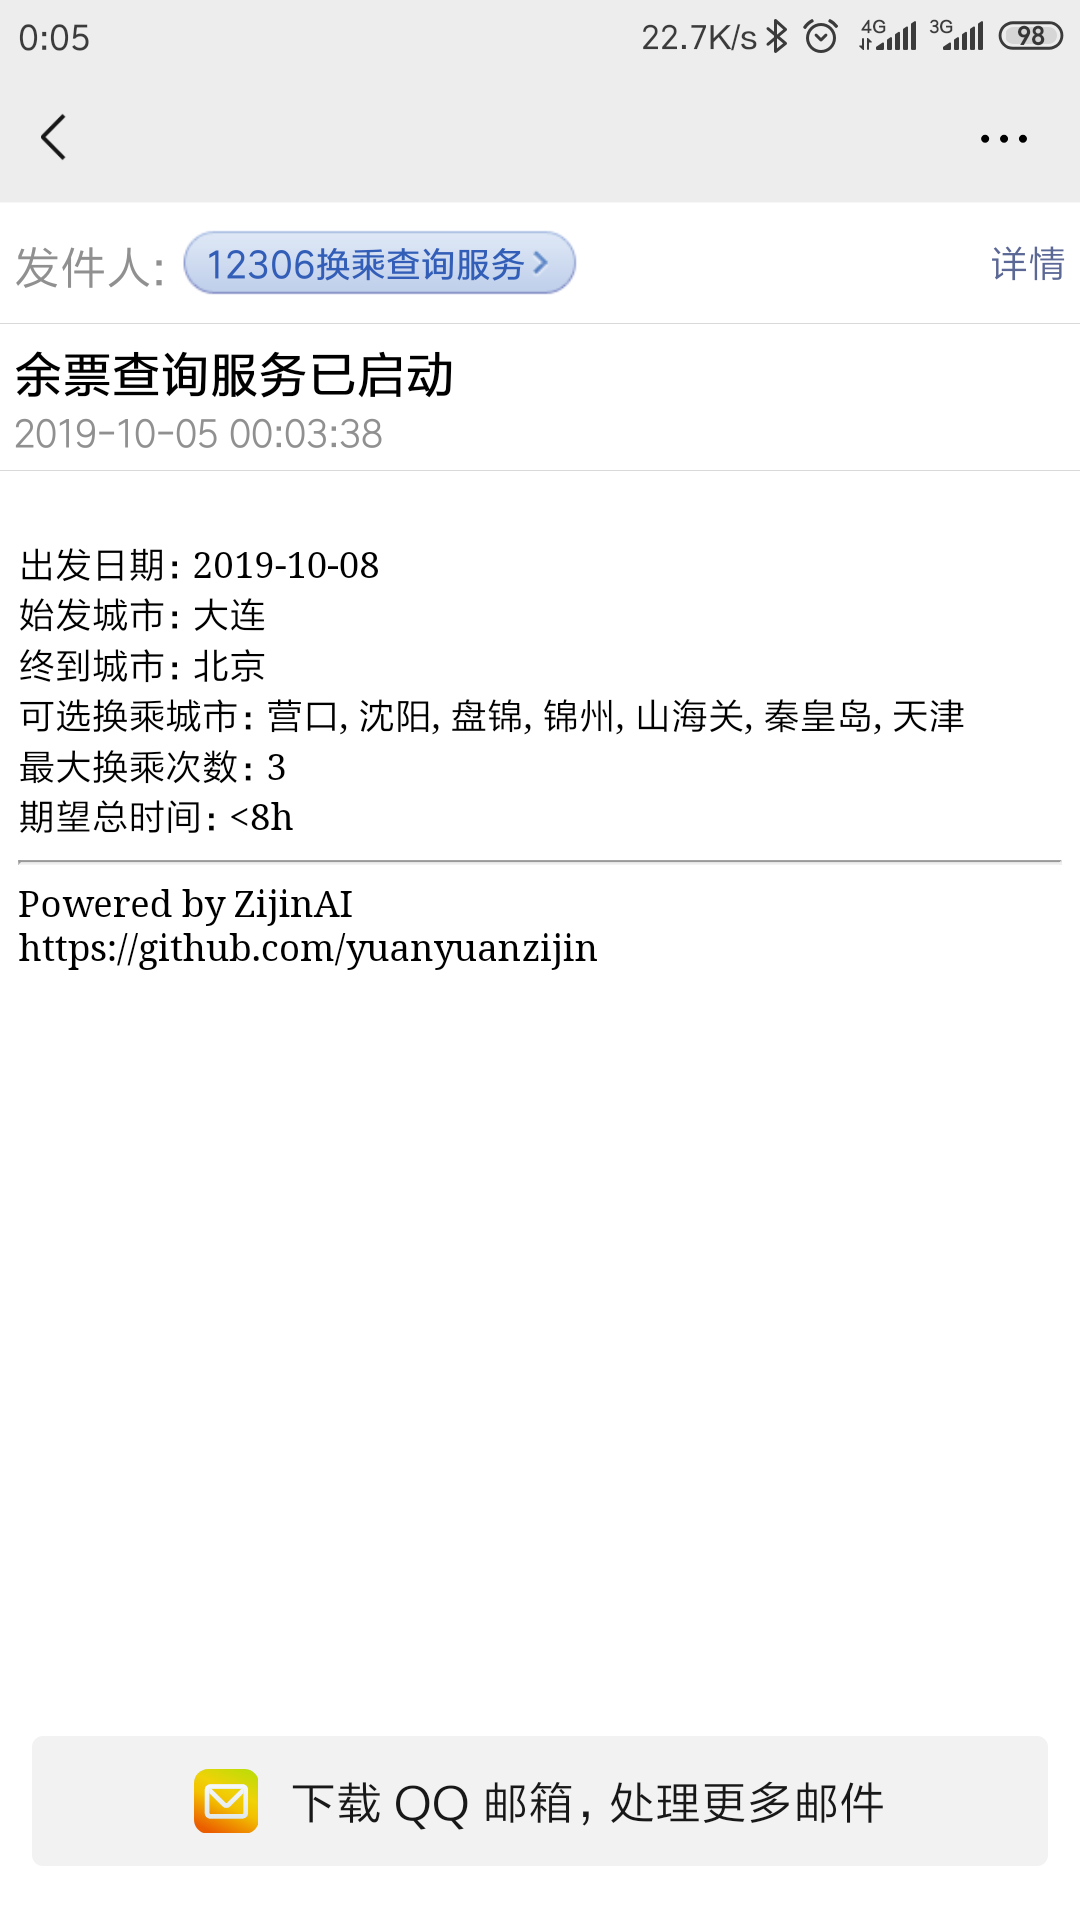 0:05
22.7K/s 4G 3G 98
发件人: 12306换乘查询服务 详情
余票查询服务已启动
2019-10-05 00:03:38
出发日期: 2019-10-08
始发城市: 大连
终到城市: 北京
可选换乘城市: 营口, 沈阳, 盘锦, 锦州, 山海关, 秦皇岛, 天津
最大换乘次数: 3
期望总时间: <8h
Powered by ZijinAI
https://github.com/yuanyuanzijin
下载 QQ 邮箱，处理更多邮件